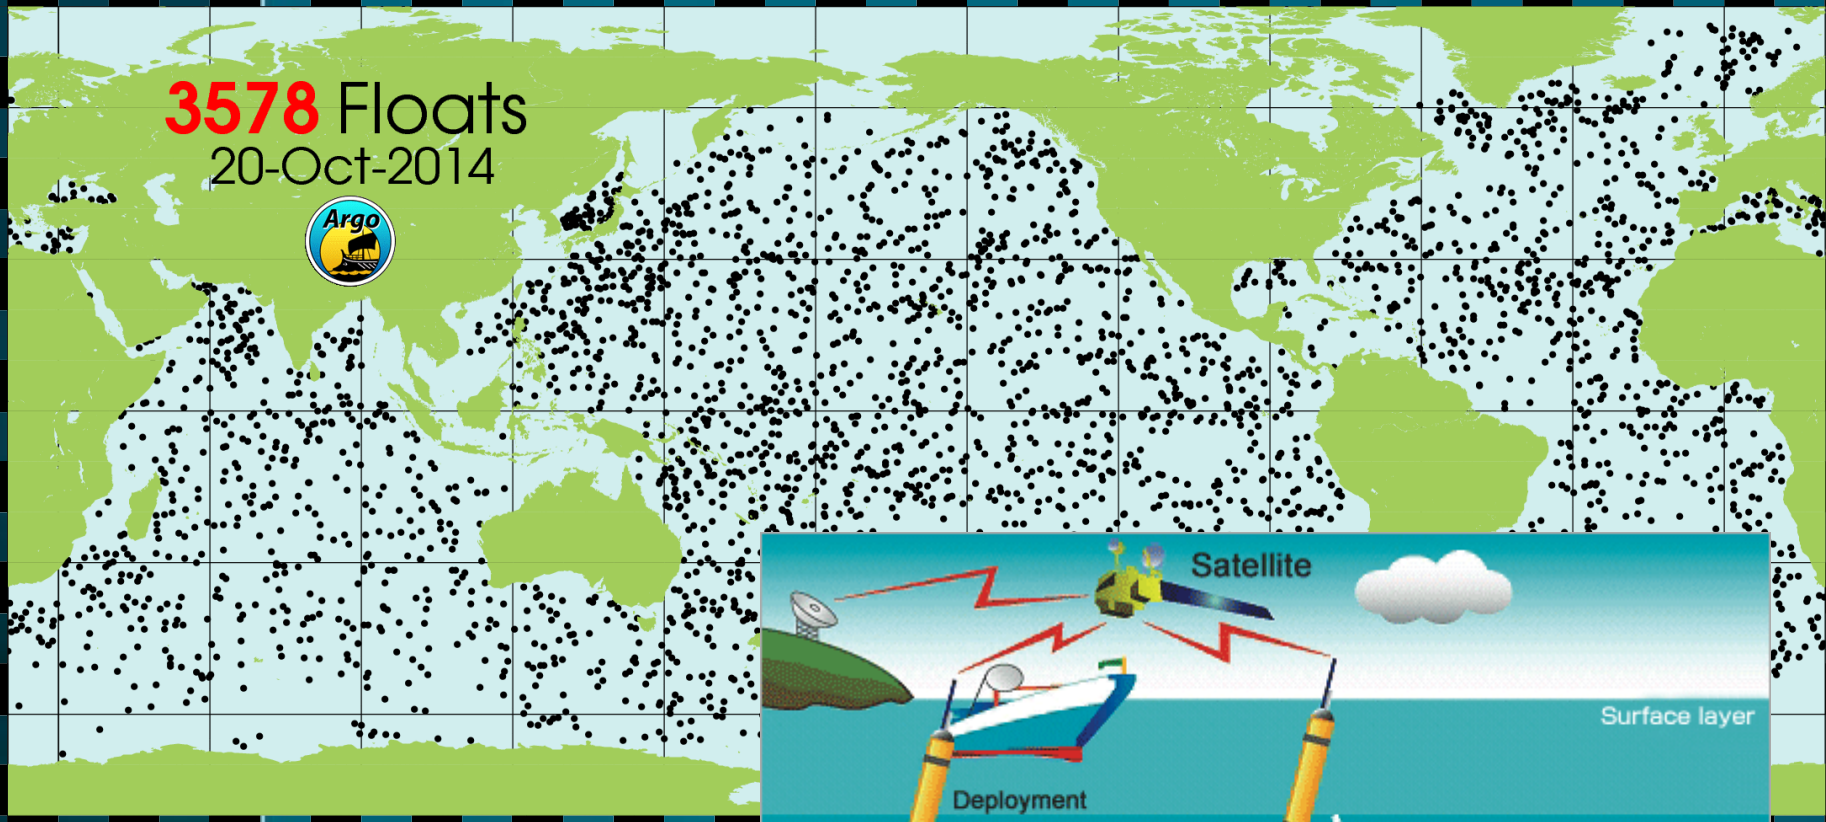 3578 Floats
20-Oct-2014
Argo
Satellite
Surface layer
Deployment